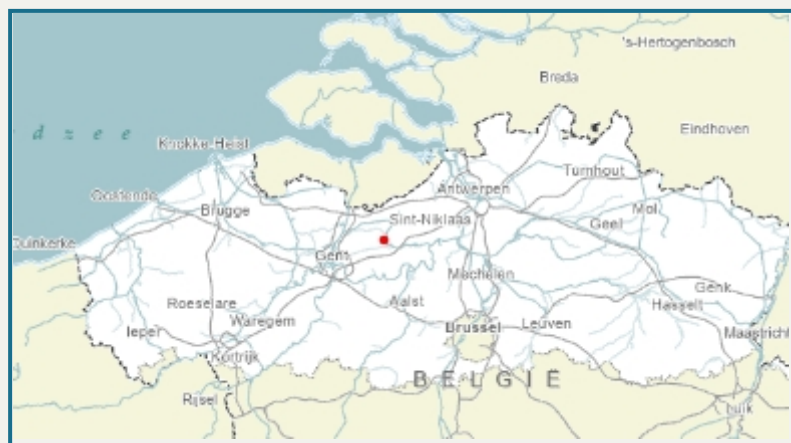 's-Hertogenbosch
Breda
d z e e
Eindhoven
Knokke-Heist
Turnhout
Antwerpen
Oostende
Mol
Brugge
Sint-Niklaas
Geel
Duinkerke
Gent
Mechelen
Genk
Roeselare
Aalst
Hasselt
Waregem
Ieper
Brussel
Leuven
Maastricht
Kortrijk
BELGIË
Rijsel
Luik